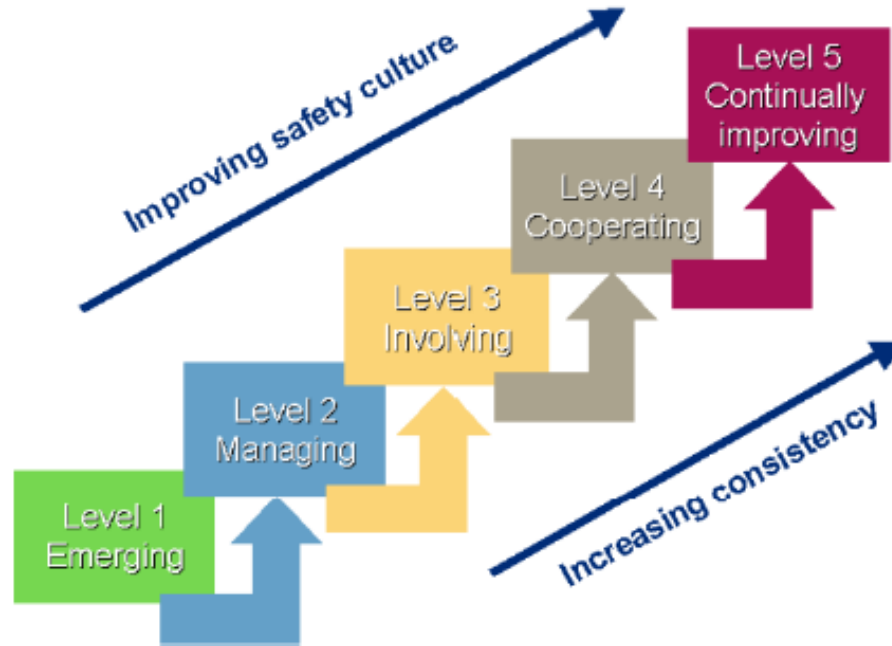 Improving safety culture
Level 5
Continually
improving
Level 4
Cooperating
Level 3
Involving
Level 2
Managing
Level 1
Emerging
Increasing consistency